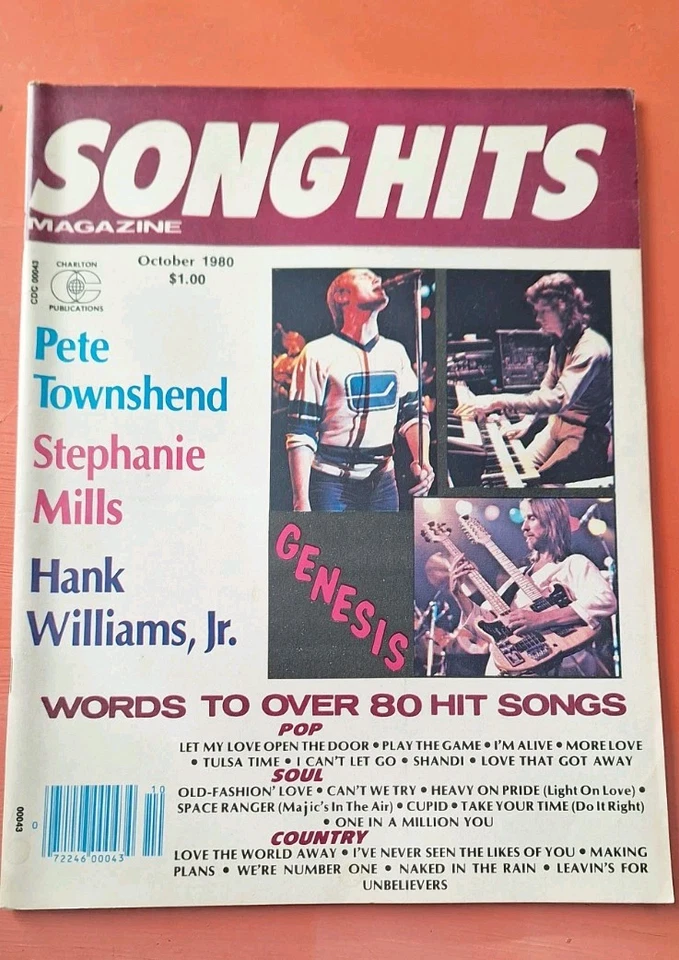 SONG HITS
MAGAZINE
October 1980
$1.00
CDC 00043
CHARLTON
PUBLICATIONS
Pete
Townshend
Stephanie
Mills
Hank
Williams, Jr.
GENESIS
WORDS TO OVER 80 HIT SONGS
POP
LET MY LOVE OPEN THE DOOR • PLAY THE GAME • I'M ALIVE • MORE LOVE
• TULSA TIME • I CAN'T LET GO • SHANDI • LOVE THAT GOT AWAY
SOUL
OLD-FASHION' LOVE • CAN'T WE TRY • HEAVY ON PRIDE (Light On Love) •
SPACE RANGER (Majic's In The Air) • CUPID • TAKE YOUR TIME (Do It Right)
• ONE IN A MILLION YOU
COUNTRY
LOVE THE WORLD AWAY • I'VE NEVER SEEN THE LIKES OF YOU • MAKING
PLANS • WE'RE NUMBER ONE • NAKED IN THE RAIN • LEAVIN'S FOR
UNBELIEVERS
00043
0
72246 00043
10